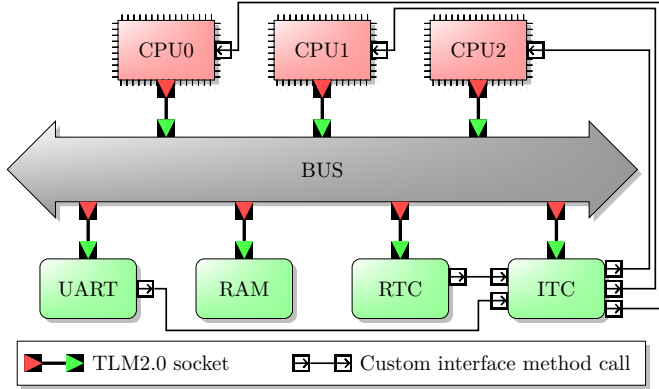 CPU0
CPU1
CPU2
BUS
UART
RAM
RTC
ITC
TLM2.0 socket
Custom interface method call